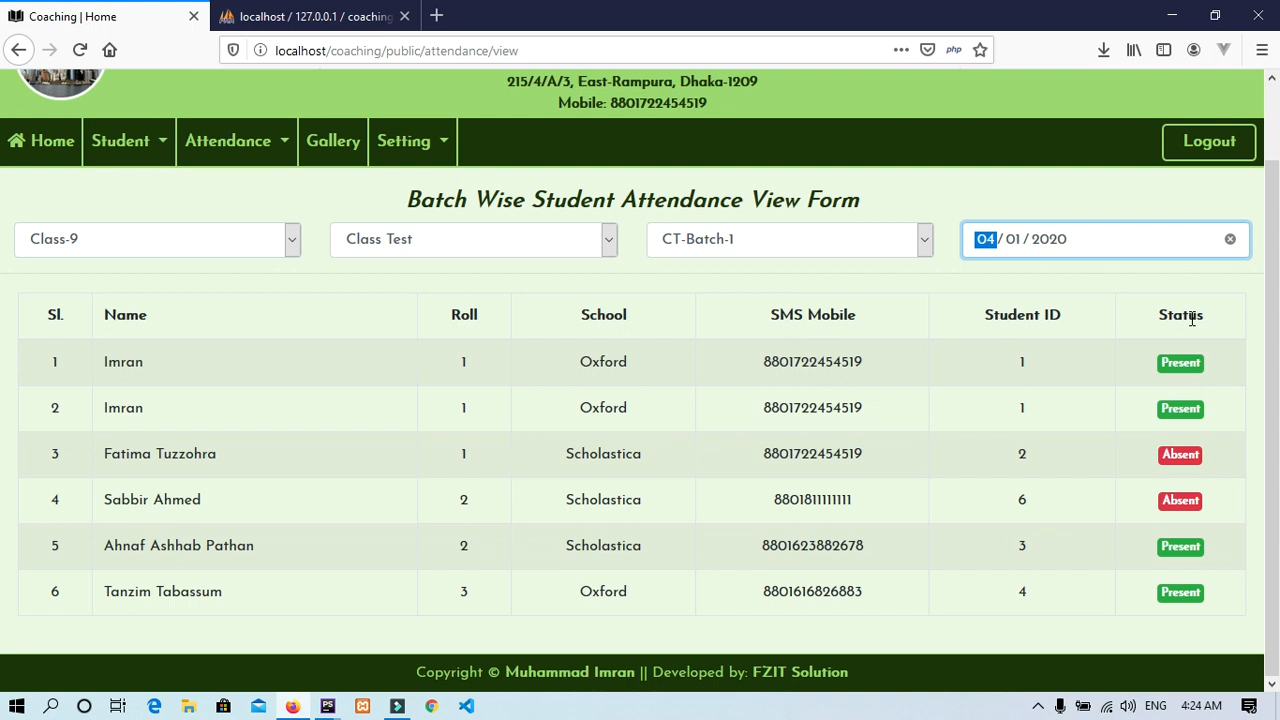 Coaching | Home
localhost / 127.0.0.1 / coaching
localhost/coaching/public/attendance/view
php
215/4/A/3, East-Rampura, Dhaka-1209
Mobile: 8801722454519
Home Student Attendance Gallery Setting Logout
Batch Wise Student Attendance View Form
Class-9 Class Test CT-Batch-1 04 / 01 / 2020
Sl. Name Roll School SMS Mobile Student ID Status
1 Imran 1 Oxford 8801722454519 1 Present
2 Imran 1 Oxford 8801722454519 1 Present
3 Fatima Tuzzohra 1 Scholastica 8801722454519 2 Absent
4 Sabbir Ahmed 2 Scholastica 8801811111111 6 Absent
5 Ahnaf Ashhab Pathan 2 Scholastica 8801623882678 3 Present
6 Tanzim Tabassum 3 Oxford 8801616826883 4 Present
Copyright © Muhammad Imran || Developed by: FZIT Solution
PS ENG 4:24 AM